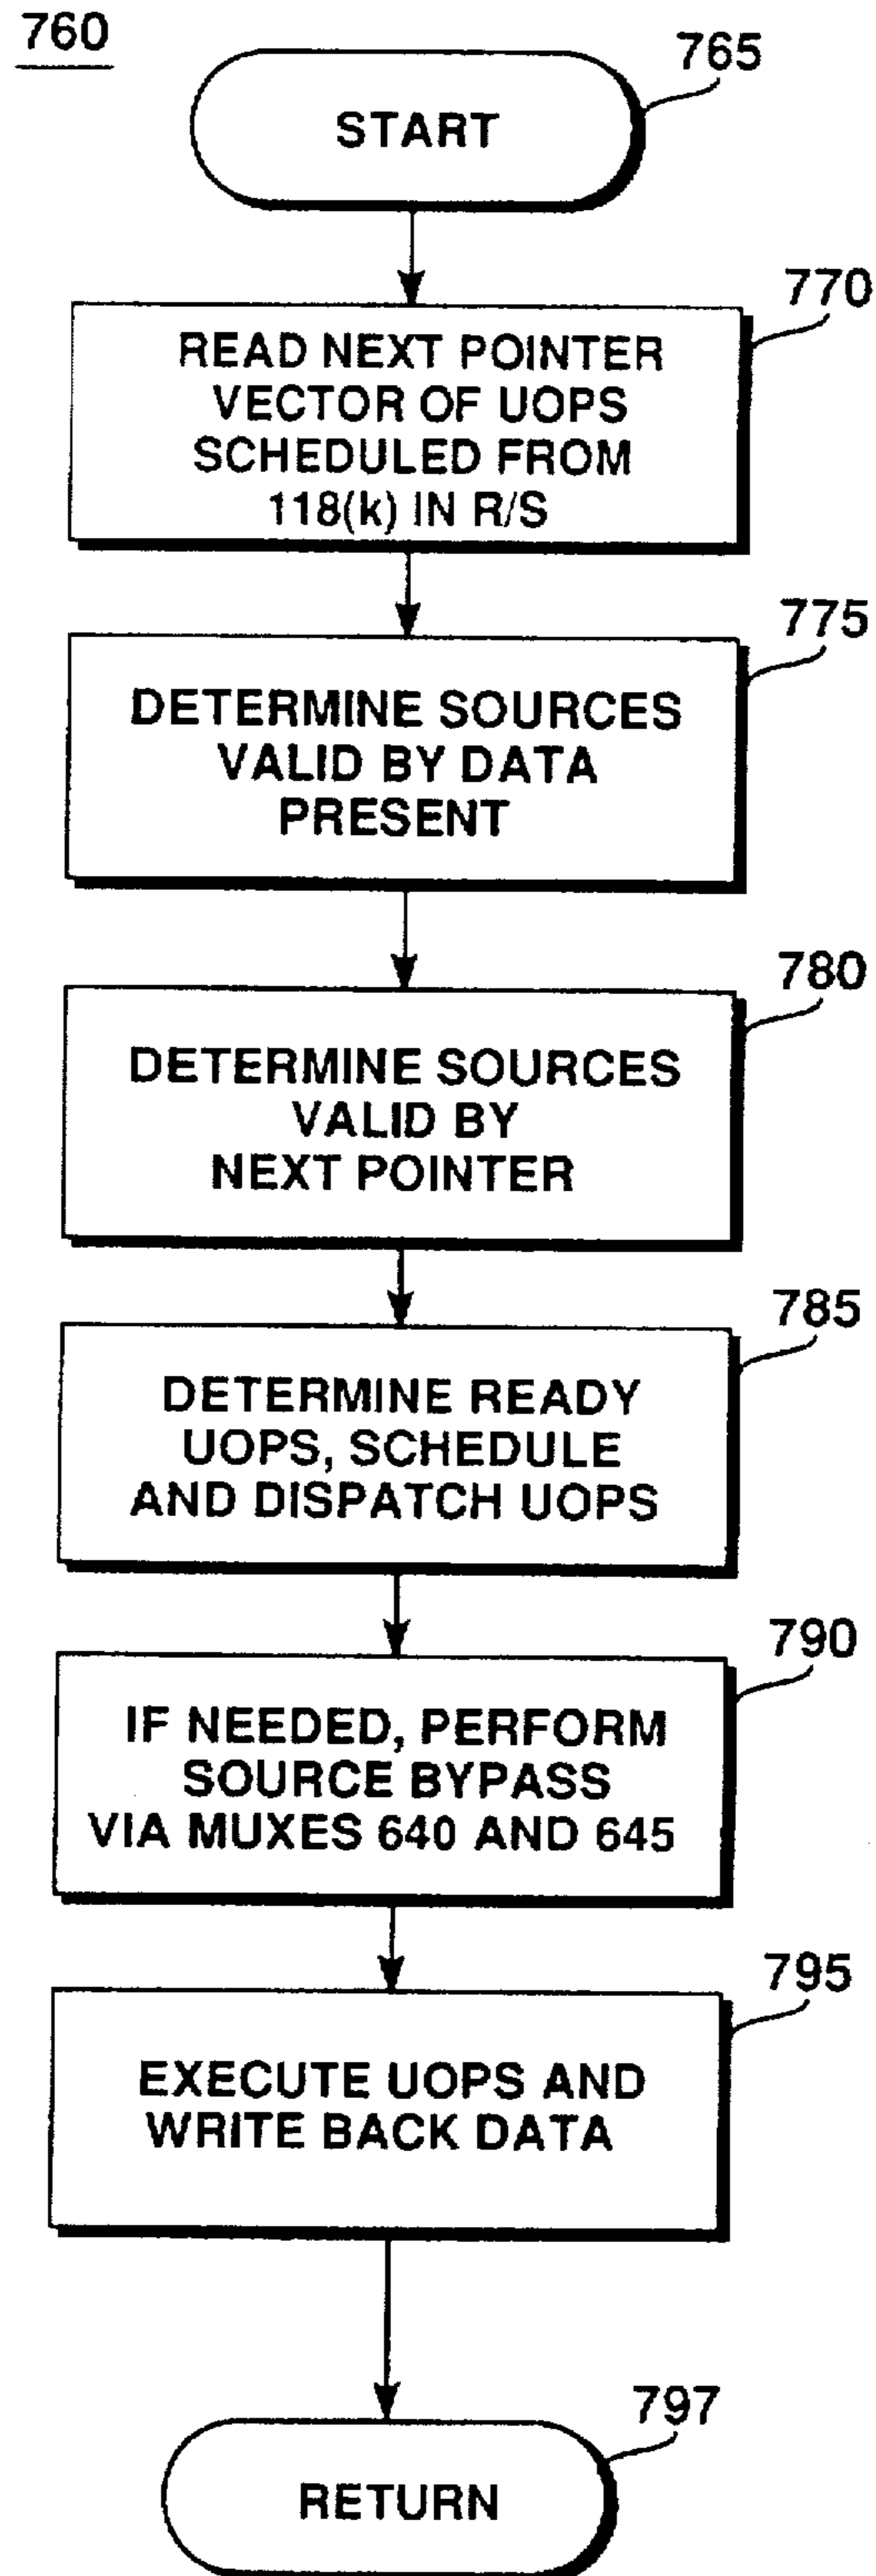 760
765
START
770
READ NEXT POINTER
VECTOR OF UOPS
SCHEDULED FROM
118(k) IN R/S
775
DETERMINE SOURCES
VALID BY DATA
PRESENT
780
DETERMINE SOURCES
VALID BY
NEXT POINTER
785
DETERMINE READY
UOPS, SCHEDULE
AND DISPATCH UOPS
790
IF NEEDED, PERFORM
SOURCE BYPASS
VIA MUXES 640 AND 645
795
EXECUTE UOPS AND
WRITE BACK DATA
797
RETURN